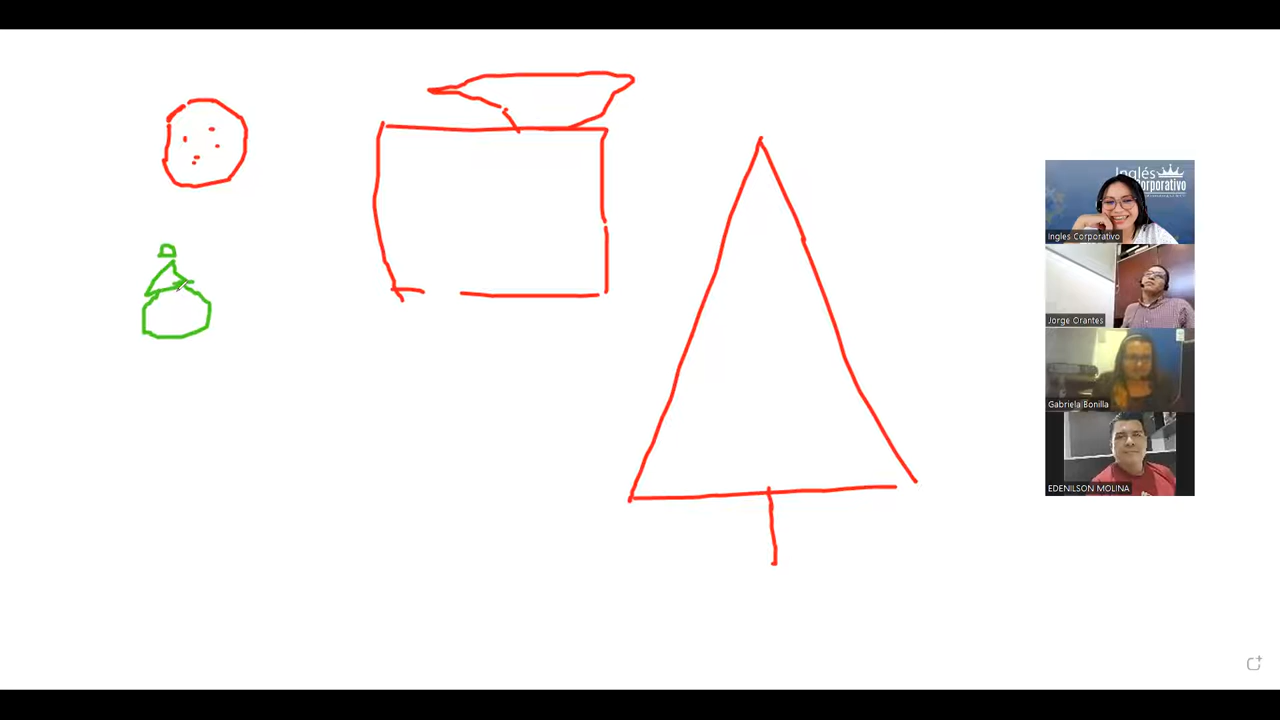 Inglés
Corporativo
Ingles Corporativo
Jorge Orantes
Gabriela Bonilla
EDENILSON MOLINA